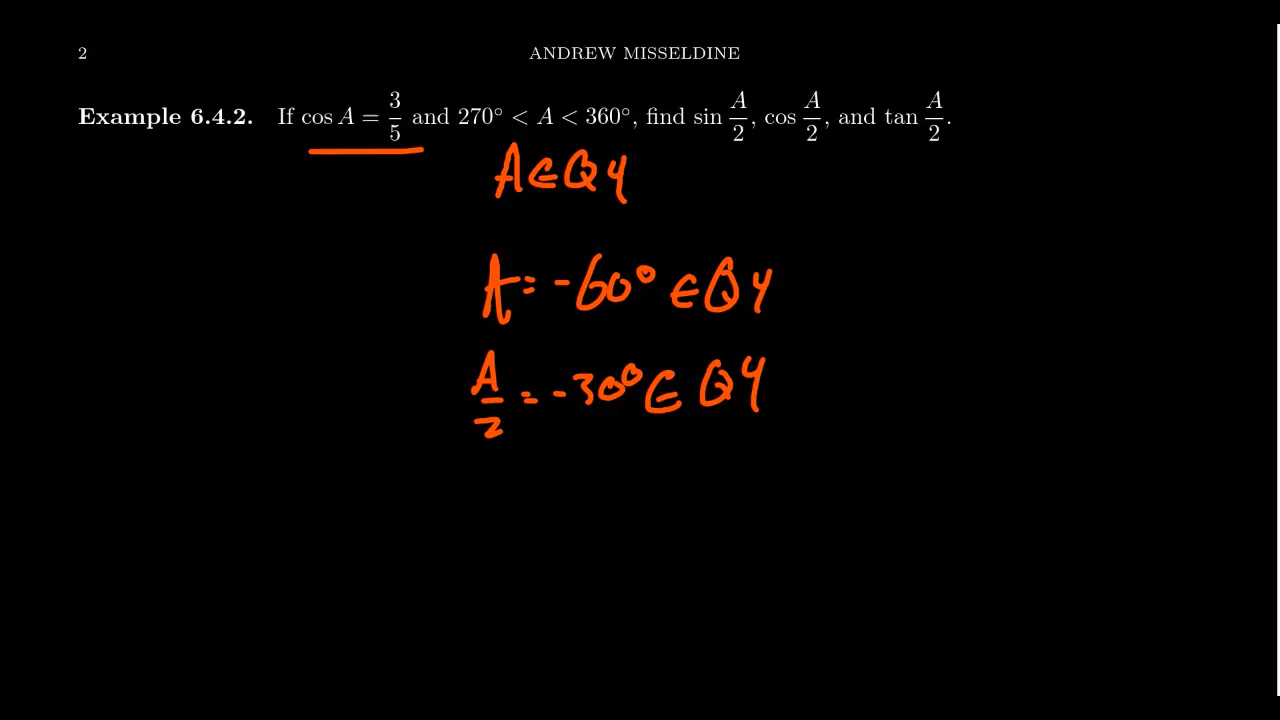 2 ANDREW MISSELDINE
Example 6.4.2. If cos A = 3/5 and 270° < A < 360°, find sin A/2, cos A/2, and tan A/2.
A ∈ Q4
A = -60° ∈ Q4
A/2 = -30° ∈ Q4